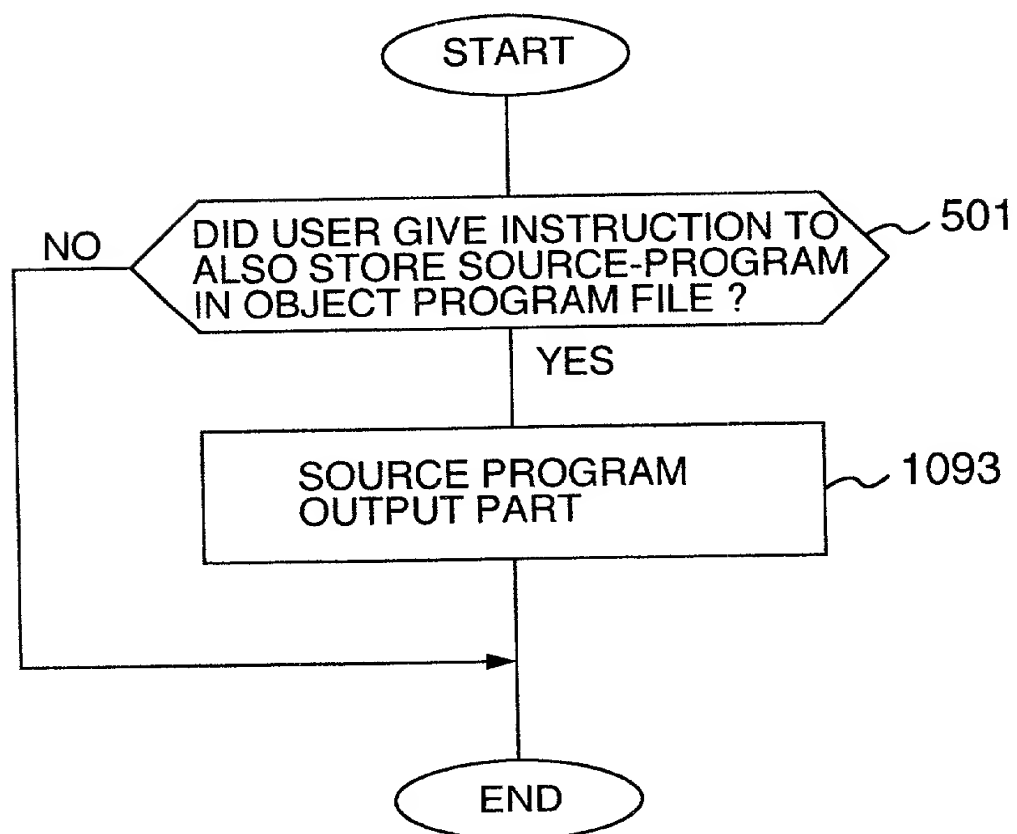 START
NO
DID USER GIVE INSTRUCTION TO
ALSO STORE SOURCE-PROGRAM
IN OBJECT PROGRAM FILE ?
501
YES
SOURCE PROGRAM
OUTPUT PART
1093
END